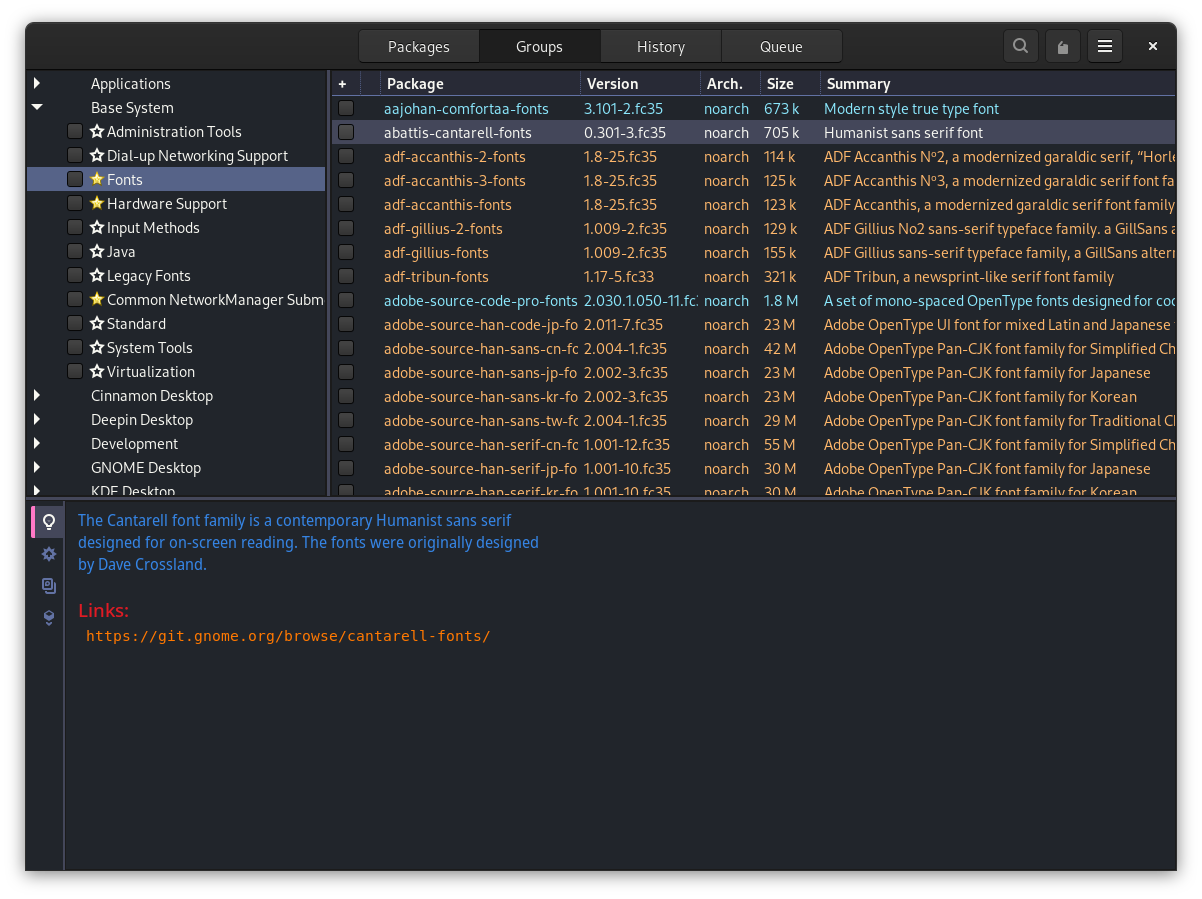 Packages Groups History Queue
Applications
Base System
Administration Tools
Dial-up Networking Support
Fonts
Hardware Support
Input Methods
Java
Legacy Fonts
Common NetworkManager Subm
Standard
System Tools
Virtualization
Cinnamon Desktop
Deepin Desktop
Development
GNOME Desktop
KDE Desktop
+ Package Version Arch. Size Summary
aajohan-comfortaa-fonts 3.101-2.fc35 noarch 673 k Modern style true type font
abattis-cantarell-fonts 0.301-3.fc35 noarch 705 k Humanist sans serif font
adf-accanthis-2-fonts 1.8-25.fc35 noarch 114 k ADF Accanthis Nº2, a modernized garaldic serif, “Horle
adf-accanthis-3-fonts 1.8-25.fc35 noarch 125 k ADF Accanthis Nº3, a modernized garaldic serif font fa
adf-accanthis-fonts 1.8-25.fc35 noarch 123 k ADF Accanthis, a modernized garaldic serif font family
adf-gillius-2-fonts 1.009-2.fc35 noarch 129 k ADF Gillius No2 sans-serif typeface family. a GillSans a
adf-gillius-fonts 1.009-2.fc35 noarch 155 k ADF Gillius sans-serif typeface family, a GillSans altern
adf-tribun-fonts 1.17-5.fc33 noarch 321 k ADF Tribun, a newsprint-like serif font family
adobe-source-code-pro-fonts 2.030.1.050-11.fc noarch 1.8 M A set of mono-spaced OpenType fonts designed for coc
adobe-source-han-code-jp-fo 2.011-7.fc35 noarch 23 M Adobe OpenType UI font for mixed Latin and Japanese
adobe-source-han-sans-cn-fc 2.004-1.fc35 noarch 42 M Adobe OpenType Pan-CJK font family for Simplified Ch
adobe-source-han-sans-jp-fo 2.002-3.fc35 noarch 23 M Adobe OpenType Pan-CJK font family for Japanese
adobe-source-han-sans-kr-fo 2.002-3.fc35 noarch 23 M Adobe OpenType Pan-CJK font family for Korean
adobe-source-han-sans-tw-fo 2.004-1.fc35 noarch 29 M Adobe OpenType Pan-CJK font family for Traditional C
adobe-source-han-serif-cn-fc 1.001-12.fc35 noarch 55 M Adobe OpenType Pan-CJK font family for Simplified Ch
adobe-source-han-serif-jp-fo 1.001-10.fc35 noarch 30 M Adobe OpenType Pan-CJK font family for Japanese
adobe-source-han-serif-kr-fo 1.001-10.fc35 noarch 30 M Adobe OpenType Pan-CJK font family for Korean
The Cantarell font family is a contemporary Humanist sans serif
designed for on-screen reading. The fonts were originally designed
by Dave Crossland.
Links:
https://git.gnome.org/browse/cantarell-fonts/